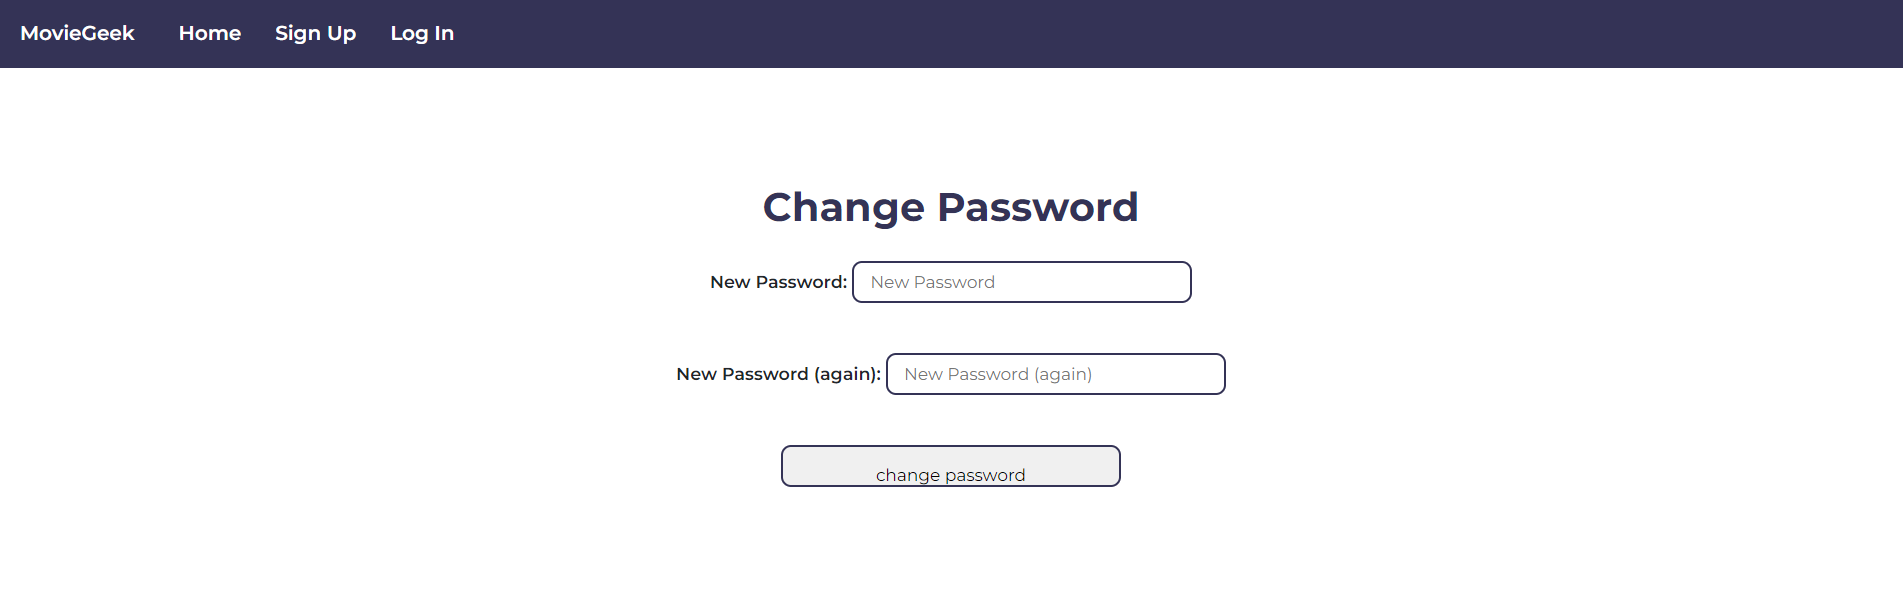 MovieGeek Home Sign Up Log In
Change Password
New Password: New Password
New Password (again): New Password (again)
change password